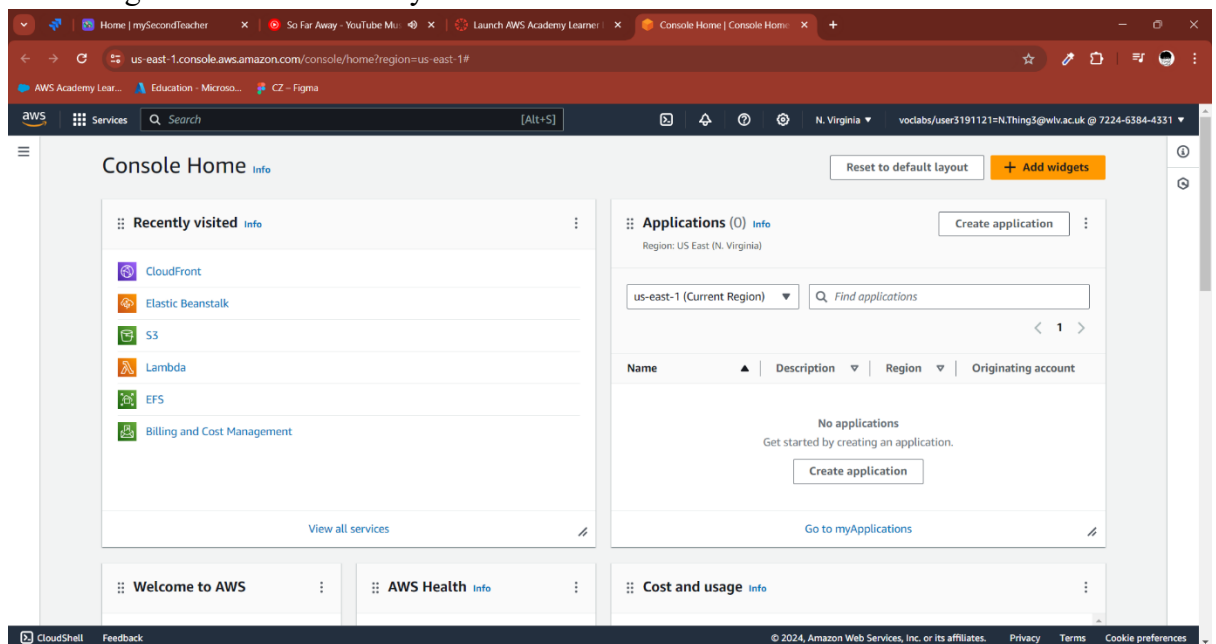 Home | mySecondTeacher
So Far Away - YouTube Mus
Launch AWS Academy Learner
Console Home | Console Home
us-east-1.console.aws.amazon.com/console/home?region=us-east-1#
AWS Academy Lear...
Education - Microso...
CZ – Figma
aws
Services
Search
[Alt+S]
N. Virginia
voclabs/user3191121=N.Thing3@wlv.ac.uk @ 7224-6384-4331
Console Home Info
Reset to default layout
+ Add widgets
Recently visited Info
CloudFront
Elastic Beanstalk
S3
Lambda
EFS
Billing and Cost Management
View all services
Applications (0) Info
Region: US East (N. Virginia)
Create application
us-east-1 (Current Region)
Find applications
1
Name
Description
Region
Originating account
No applications
Get started by creating an application.
Create application
Go to myApplications
Welcome to AWS
AWS Health Info
Cost and usage Info
CloudShell
Feedback
© 2024, Amazon Web Services, Inc. or its affiliates.
Privacy
Terms
Cookie preferences